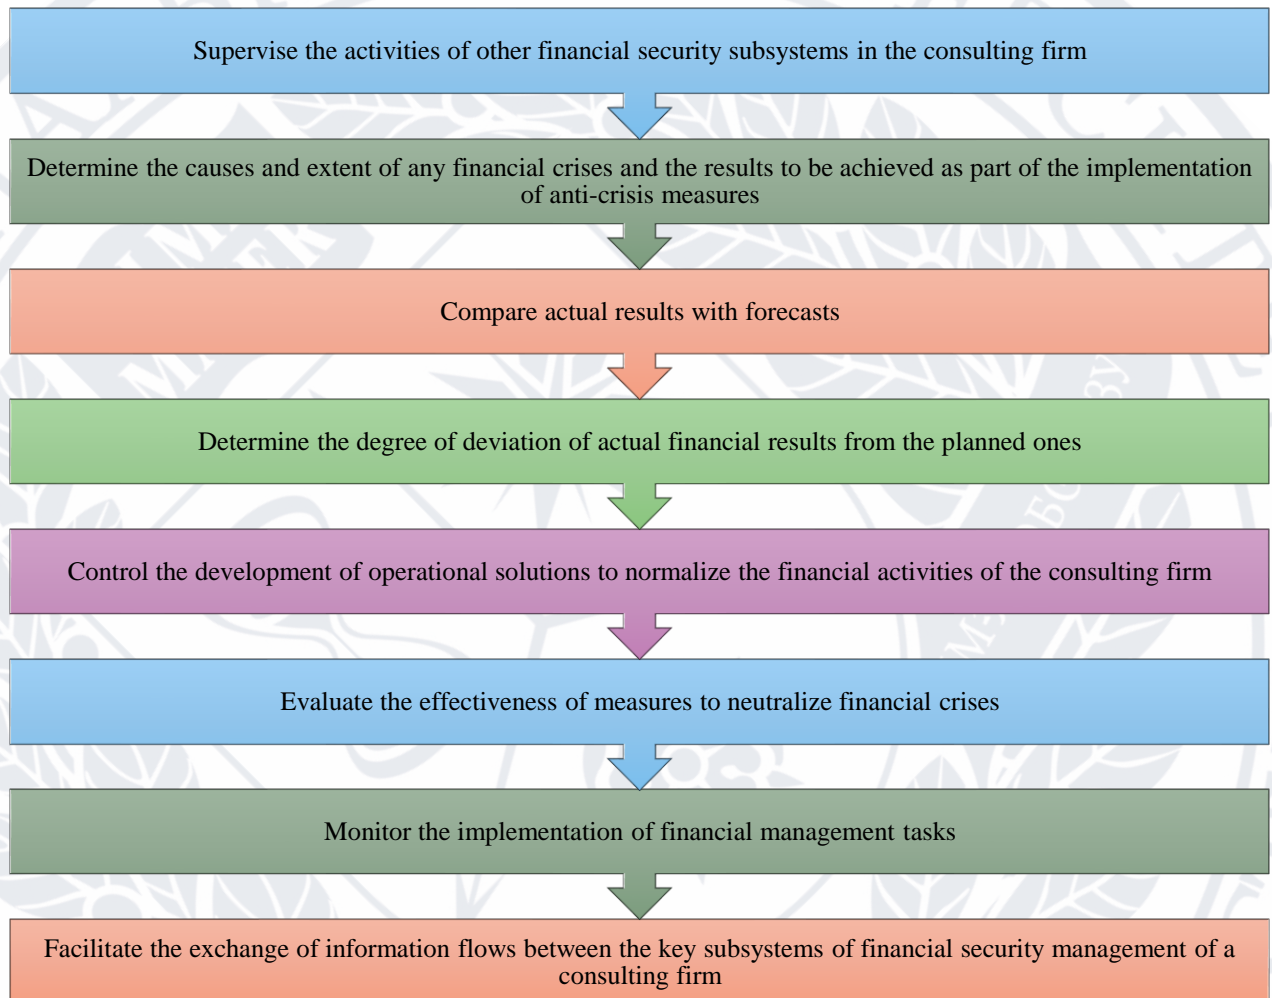 Supervise the activities of other financial security subsystems in the consulting firm
Determine the causes and extent of any financial crises and the results to be achieved as part of the implementation
of anti-crisis measures
Compare actual results with forecasts
Determine the degree of deviation of actual financial results from the planned ones
Control the development of operational solutions to normalize the financial activities of the consulting firm
Evaluate the effectiveness of measures to neutralize financial crises
Monitor the implementation of financial management tasks
Facilitate the exchange of information flows between the key subsystems of financial security management of a
consulting firm